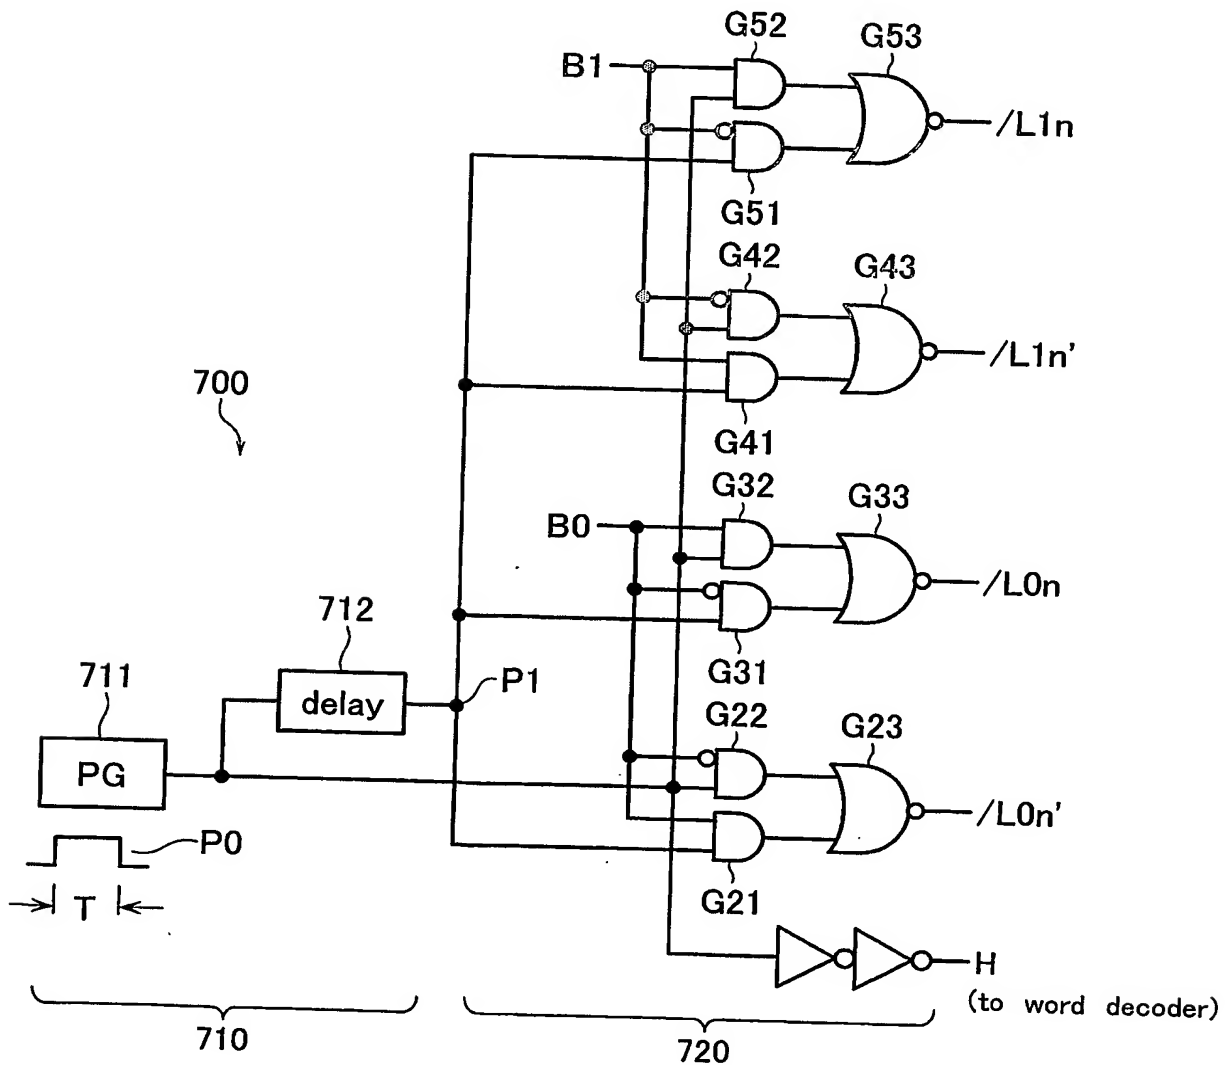 G52
G53
B1
/L1n
G51
G42
G43
/L1n'
700
G41
G32
G33
B0
/L0n
712
G31
711
delay
P1
G22
G23
PG
/L0n'
P0
T
G21
H
(to word decoder)
710
720